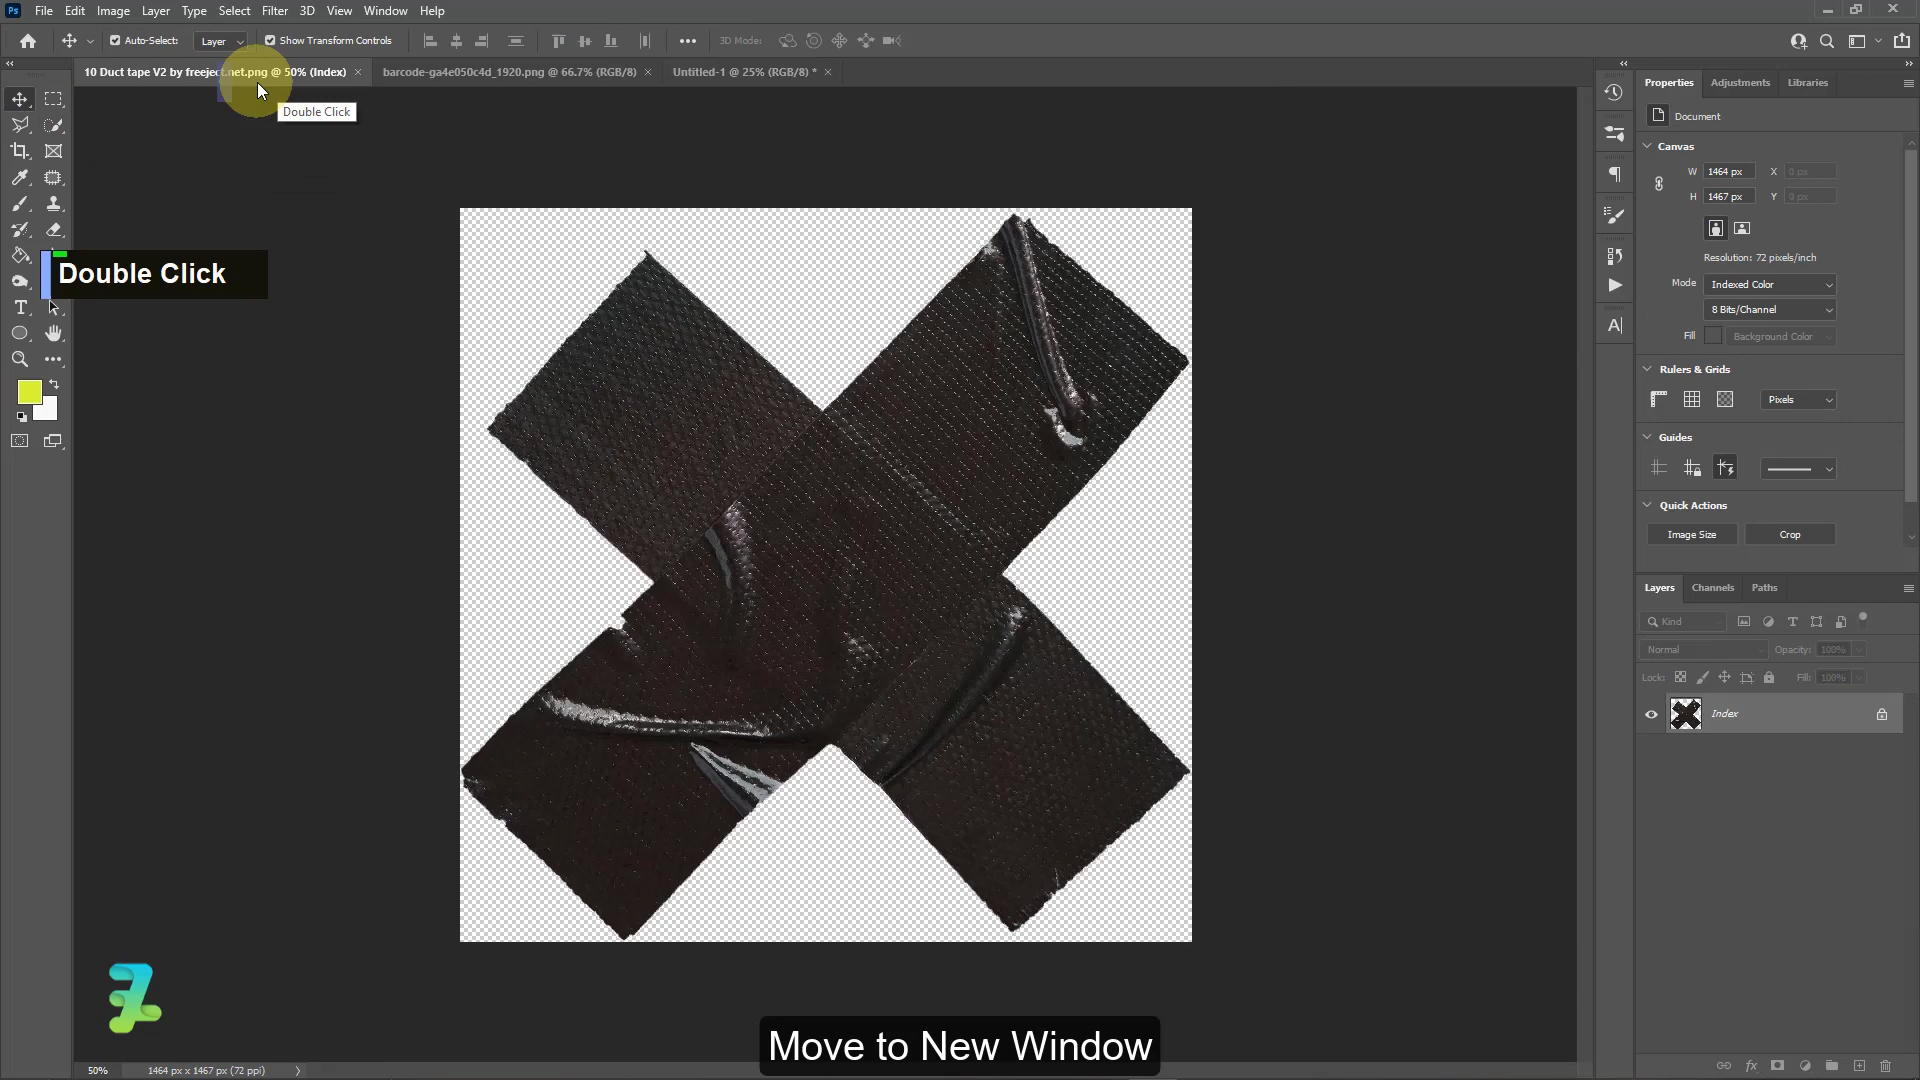 File Edit Image Layer Type Select Filter 3D View Window Help
Auto-Select: Layer Show Transform Controls 3D Mode:
10 Duct tape V2 by freeject.net.png @ 50% (Index) barcode-ga4e050c4d_1920.png @ 66.7% (RGB/8) Untitled-1 @ 25% (RGB/8) *
Double Click
Double Click
Properties Adjustments Libraries
Document
Canvas
W 1464 px X 0 px
H 1467 px Y 0 px
Resolution: 72 pixels/inch
Mode Indexed Color
8 Bits/Channel
Fill Background Color
Rulers & Grids
Pixels
Guides
Quick Actions
Image Size Crop
Layers Channels Paths
Kind
Normal Opacity: 100%
Lock: Fill: 100%
Index
Move to New Window
50% 1464 px x 1467 px (72 ppi)